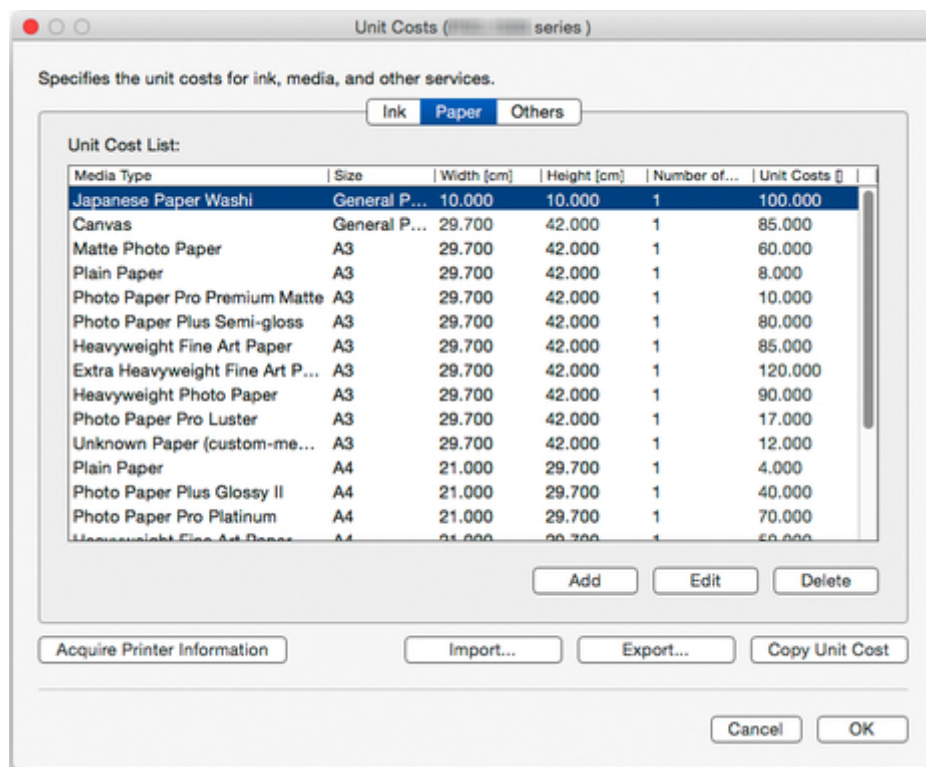 Unit Costs ( series )
Specifies the unit costs for ink, media, and other services.
Ink Paper Others
Unit Cost List:
Media Type Size Width [cm] Height [cm] Number of... Unit Costs []
Japanese Paper Washi General P... 10.000 10.000 1 100.000
Canvas General P... 29.700 42.000 1 85.000
Matte Photo Paper A3 29.700 42.000 1 60.000
Plain Paper A3 29.700 42.000 1 8.000
Photo Paper Pro Premium Matte A3 29.700 42.000 1 10.000
Photo Paper Plus Semi-gloss A3 29.700 42.000 1 80.000
Heavyweight Fine Art Paper A3 29.700 42.000 1 85.000
Extra Heavyweight Fine Art P... A3 29.700 42.000 1 120.000
Heavyweight Photo Paper A3 29.700 42.000 1 90.000
Photo Paper Pro Luster A3 29.700 42.000 1 17.000
Unknown Paper (custom-me... A3 29.700 42.000 1 12.000
Plain Paper A4 21.000 29.700 1 4.000
Photo Paper Plus Glossy II A4 21.000 29.700 1 40.000
Photo Paper Pro Platinum A4 21.000 29.700 1 70.000
Heavyweight Fine Art Paper A4 21.000 29.700 1
Add Edit Delete
Acquire Printer Information Import... Export... Copy Unit Cost
Cancel OK